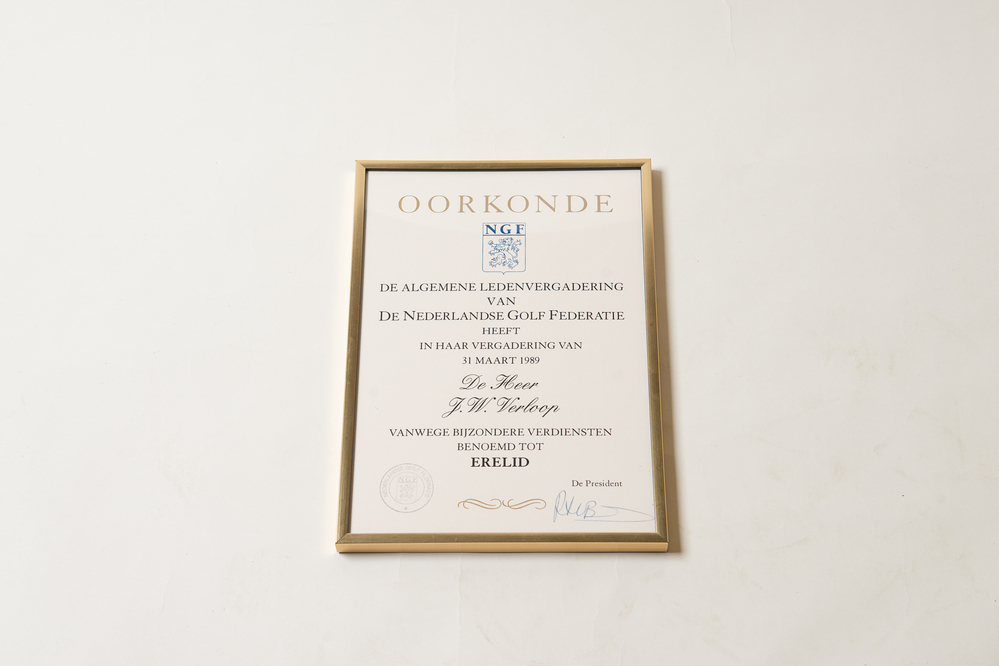 OORKONDE
NGF
DE ALGEMENE LEDENVERGADERING
VAN
DE NEDERLANDSE GOLF FEDERATIE
HEEFT
IN HAAR VERGADERING VAN
31 MAART 1989
De Heer
J.W. Verloop
VANWEGE BIJZONDERE VERDIENSTEN
BENOEMD TOT
ERELID
De President
NGF